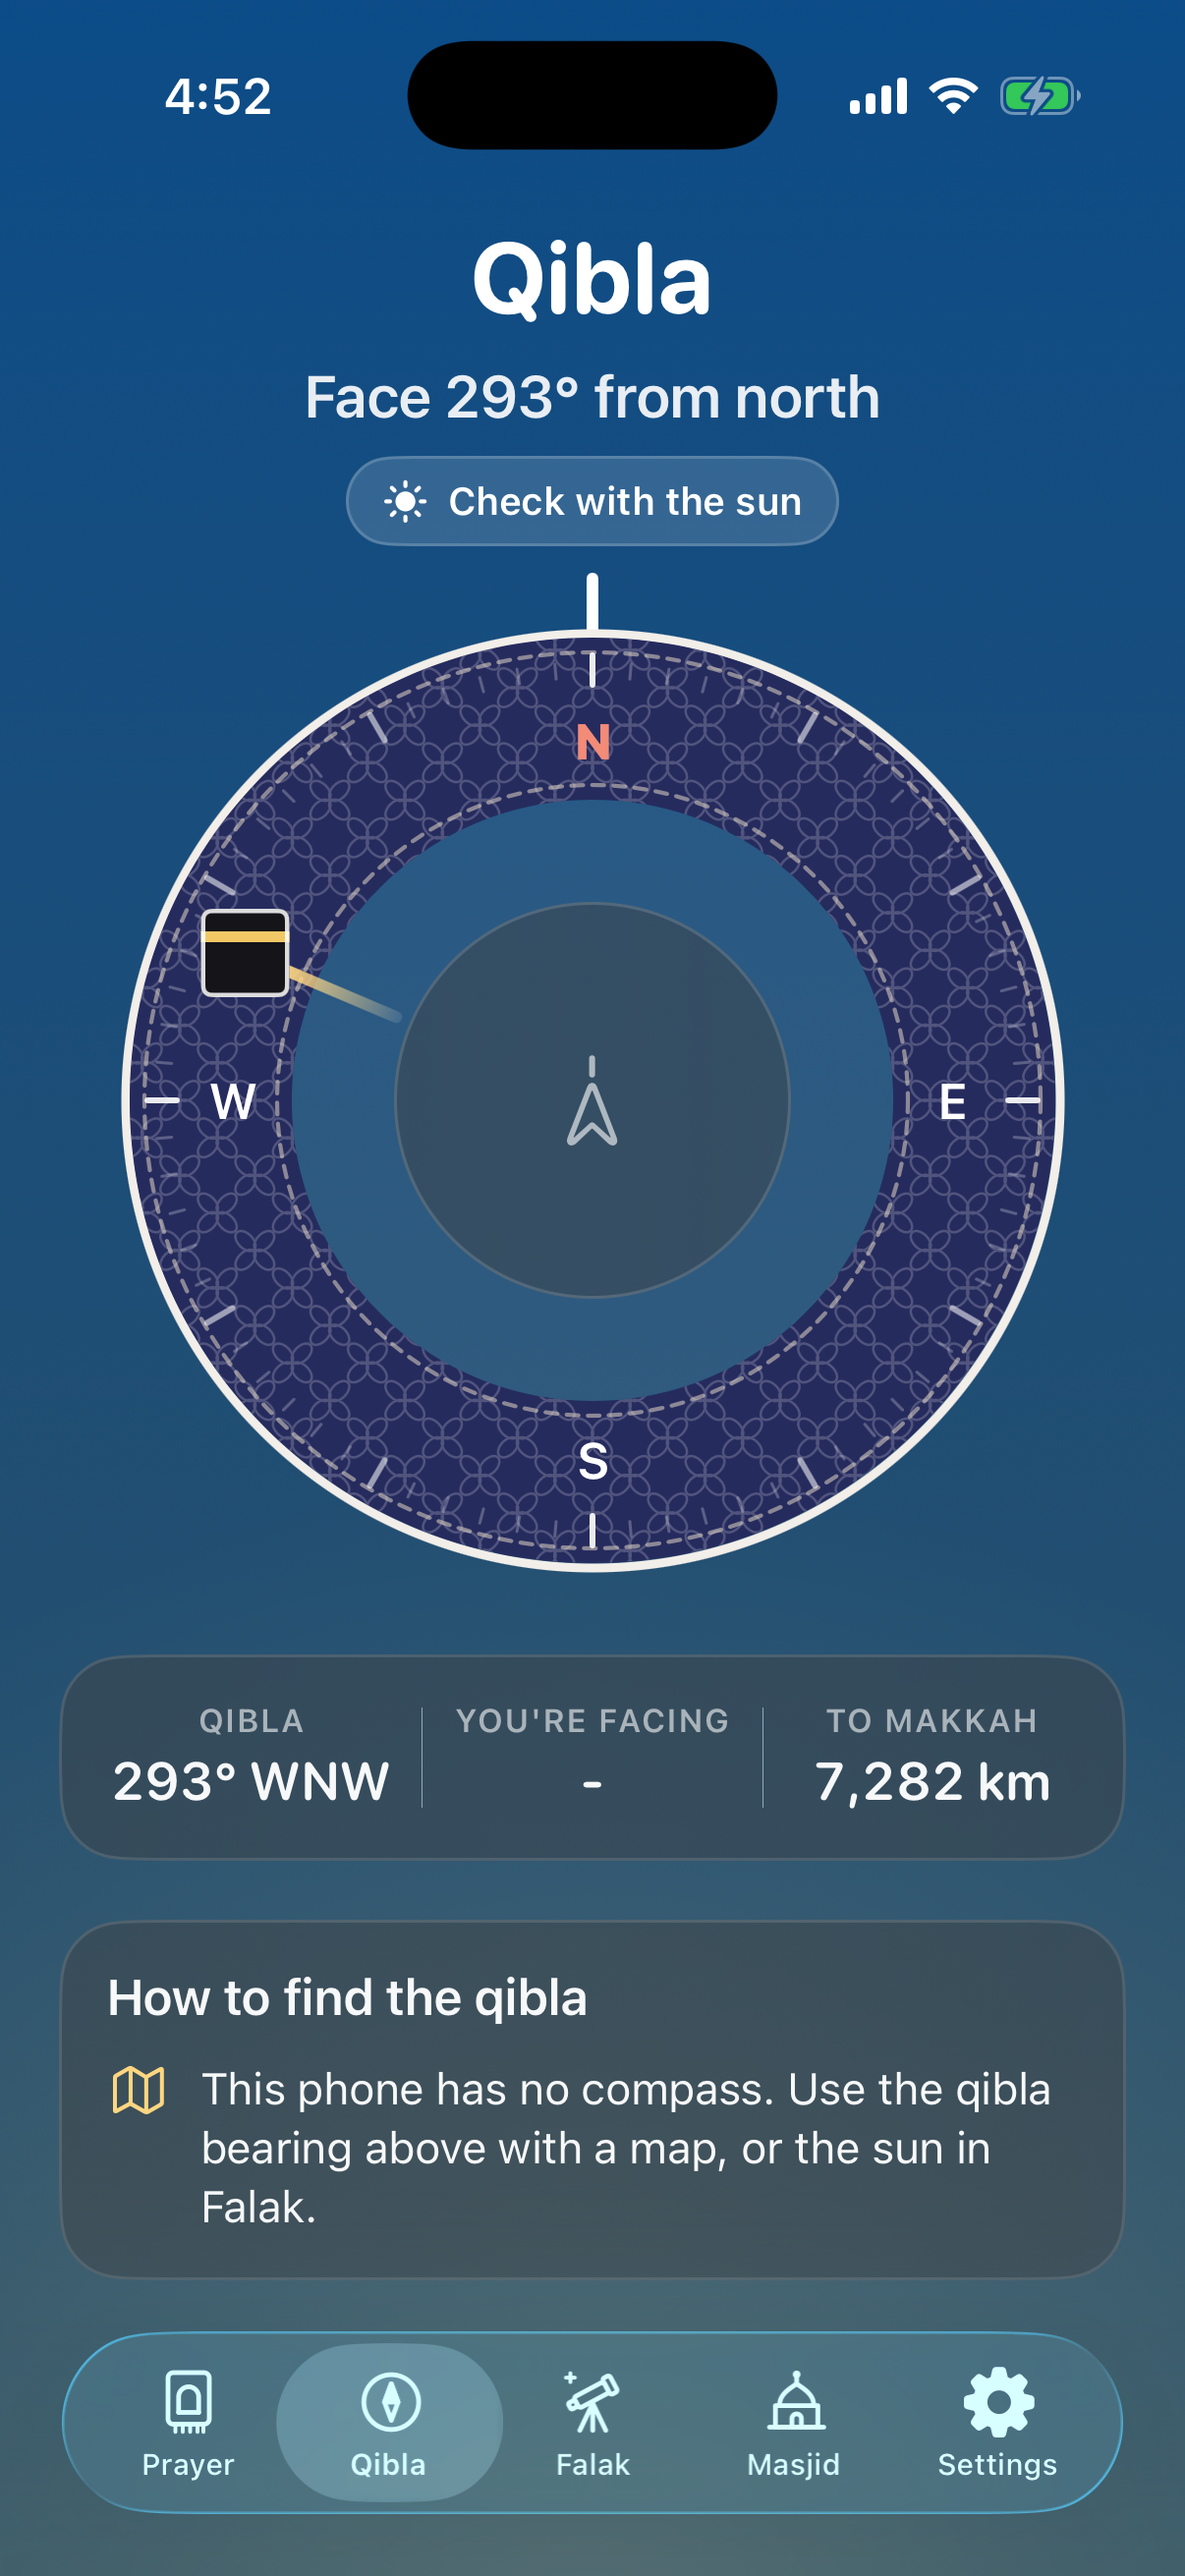 4:52
Qibla
Face 293° from north
Check with the sun
N
W
E
S
QIBLA
293° WNW
YOU'RE FACING
-
TO MAKKAH
7,282 km
How to find the qibla
This phone has no compass. Use the qibla
bearing above with a map, or the sun in
Falak.
Prayer
Qibla
Falak
Masjid
Settings